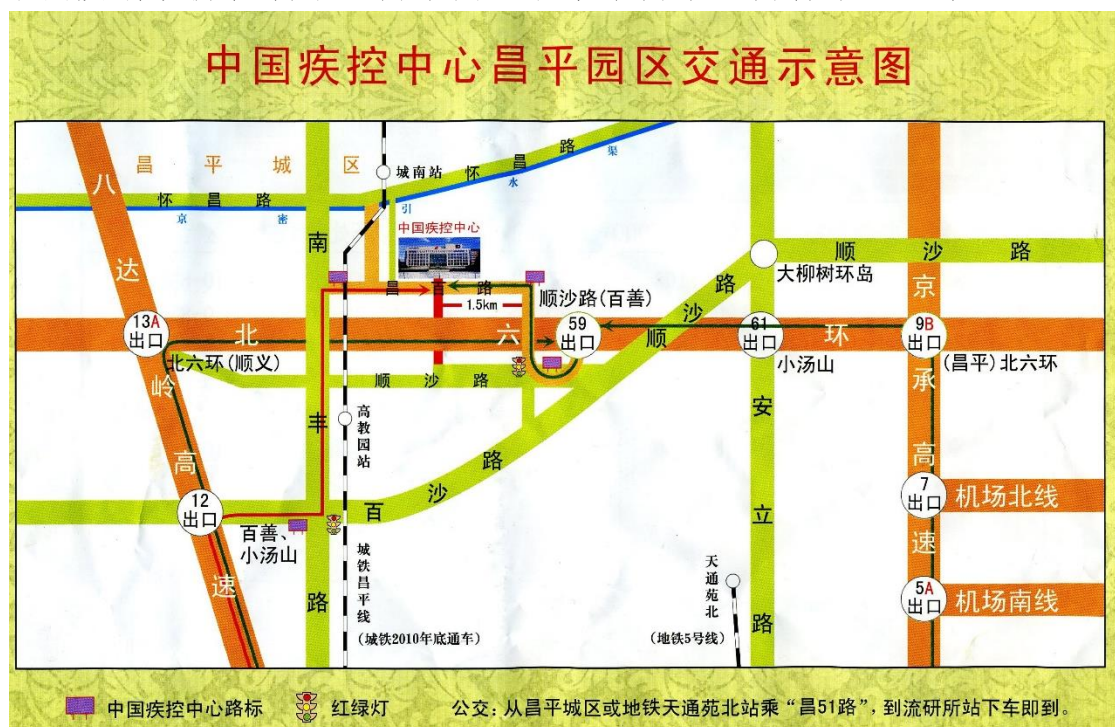 中国疾控中心昌平园区交通示意图
昌平城区
城南站
怀昌路
怀昌路
京密引水渠
八达岭高速
南丰路
中国疾控中心
昌百路
1.5km
顺沙路(百善)
大柳树环岛
顺沙路
顺沙路
京承高速
13A
出口
北六环
59
出口
61
出口
9B
出口
北六环(顺义)
小汤山
(昌平)北六环
顺沙路
高教园站
安立路
百沙路
12
出口
百善、
小汤山
城铁昌平线
(城铁2010年底通车)
天通苑北
(地铁5号线)
7
出口
机场北线
5A
出口
机场南线
中国疾控中心路标
红绿灯
公交:从昌平城区或地铁天通苑北站乘“昌51路”,到流研所站下车即到。